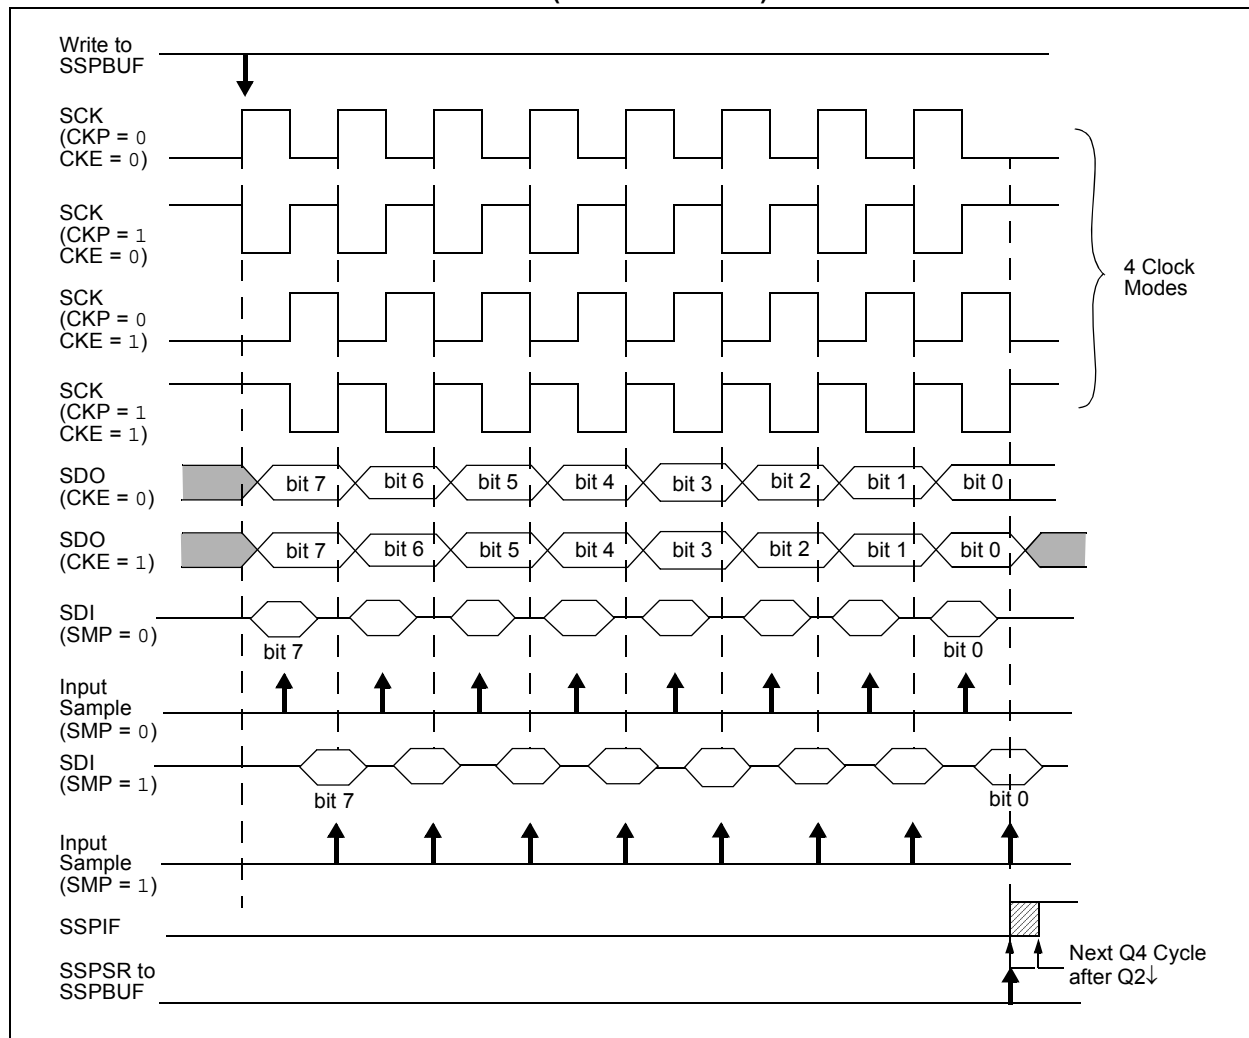 Write to
SSPBUF
SCK
(CKP = 0
CKE = 0)
SCK
(CKP = 1
CKE = 0)
4 Clock
Modes
SCK
(CKP = 0
CKE = 1)
SCK
(CKP = 1
CKE = 1)
SDO
(CKE = 0)
bit 7 bit 6 bit 5 bit 4 bit 3 bit 2 bit 1 bit 0
SDO
(CKE = 1)
bit 7 bit 6 bit 5 bit 4 bit 3 bit 2 bit 1 bit 0
SDI
(SMP = 0)
bit 7 bit 0
Input
Sample
(SMP = 0)
SDI
(SMP = 1)
bit 7 bit 0
Input
Sample
(SMP = 1)
SSPIF
Next Q4 Cycle
after Q2↓
SSPSR to
SSPBUF